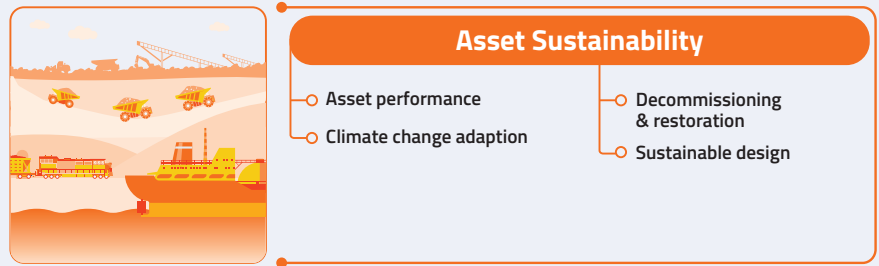 Asset Sustainability
Asset performance
Climate change adaption
Decommissioning
& restoration
Sustainable design